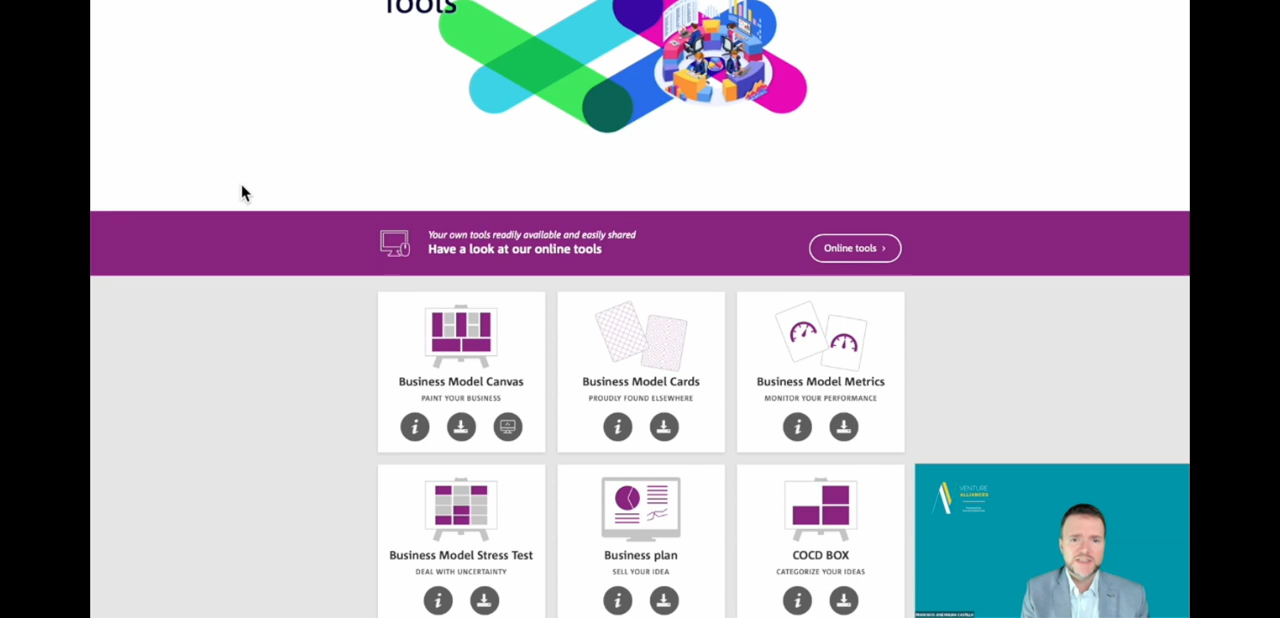 Tools
Your own tools readily available and easily shared
Have a look at our online tools
Online tools ›
Business Model Canvas
PAINT YOUR BUSINESS
Business Model Cards
PROUDLY FOUND ELSEWHERE
Business Model Metrics
MONITOR YOUR PERFORMANCE
Business Model Stress Test
DEAL WITH UNCERTAINTY
Business plan
SELL YOUR IDEA
COCD BOX
CATEGORIZE YOUR IDEAS
VENTURE
ALLIANCES